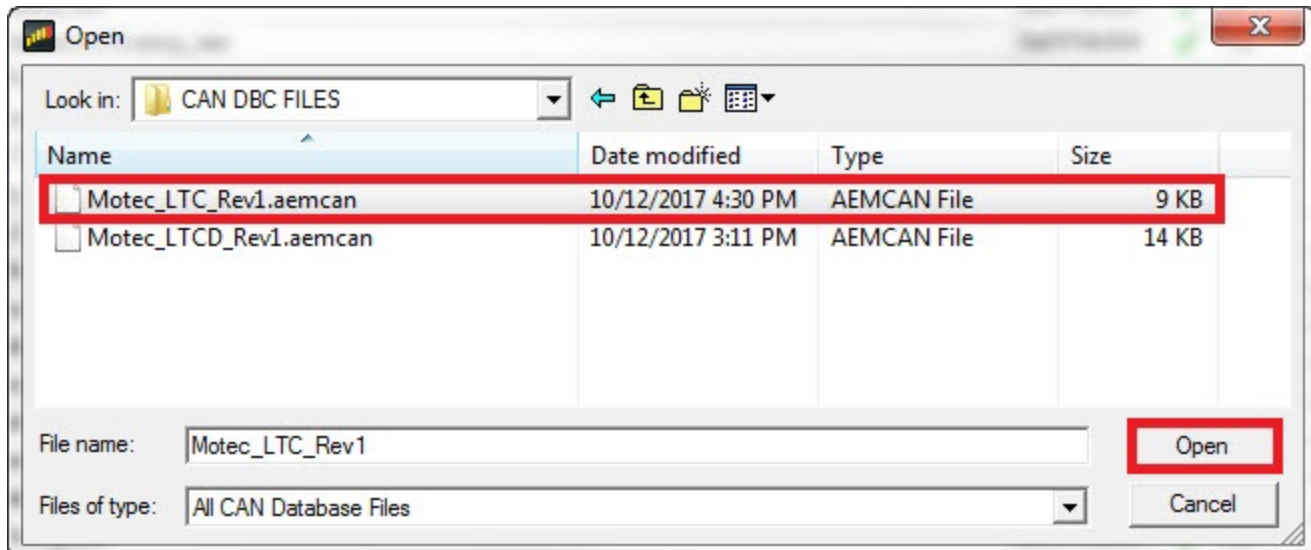 Open
Look in: CAN DBC FILES
Name Date modified Type Size
Motec_LTC_Rev1.aemcan 10/12/2017 4:30 PM AEMCAN File 9 KB
Motec_LTCD_Rev1.aemcan 10/12/2017 3:11 PM AEMCAN File 14 KB
File name: Motec_LTC_Rev1 Open
Files of type: All CAN Database Files Cancel